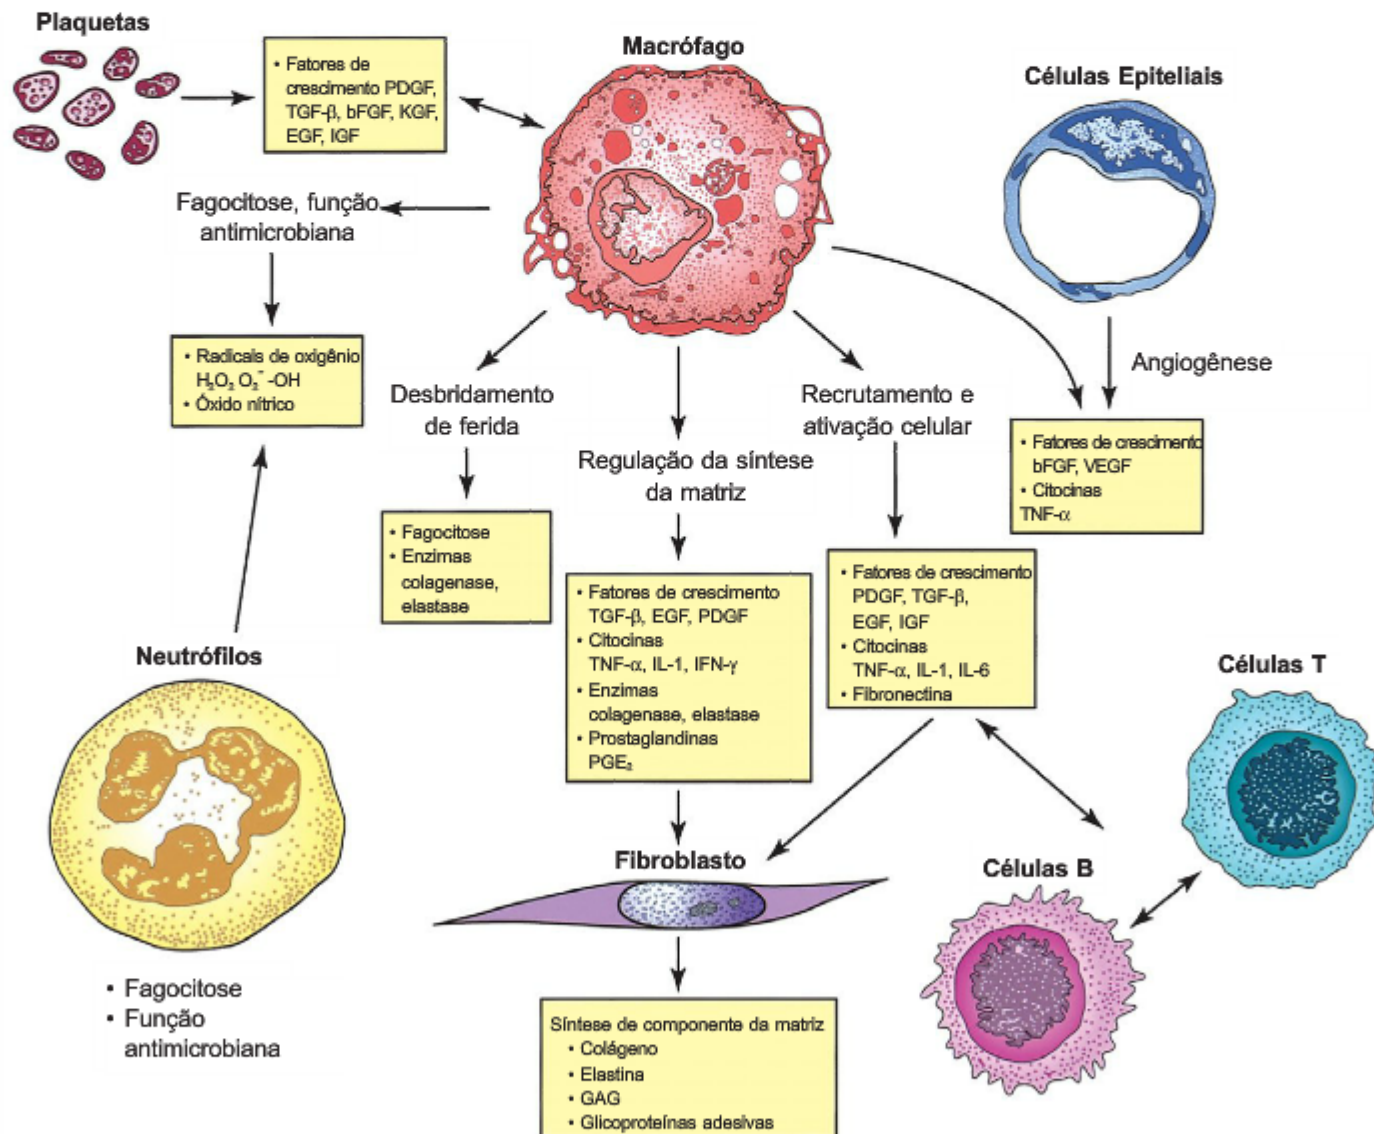 Plaquetas
• Fatores de
crescimento PDGF,
TGF-β, bFGF, KGF,
EGF, IGF
Macrófago
Células Epiteliais
Fagocitose, função
antimicrobiana
• Radicais de oxigênio
H₂O₂ O₂⁻ -OH
• Óxido nítrico
Desbridamento
de ferida
• Fagocitose
• Enzimas
colagenase,
elastase
Regulação da síntese
da matriz
• Fatores de crescimento
TGF-β, EGF, PDGF
• Citocinas
TNF-α, IL-1, IFN-γ
• Enzimas
colagenase, elastase
• Prostaglandinas
PGE₂
Recrutamento e
ativação celular
• Fatores de crescimento
PDGF, TGF-β,
EGF, IGF
• Citocinas
TNF-α, IL-1, IL-6
• Fibronectina
Angiogênese
• Fatores de crescimento
bFGF, VEGF
• Citocinas
TNF-α
Neutrófilos
• Fagocitose
• Função
antimicrobiana
Fibroblasto
Síntese de componente da matriz
• Colágeno
• Elastina
• GAG
• Glicoproteínas adesivas
Células T
Células B